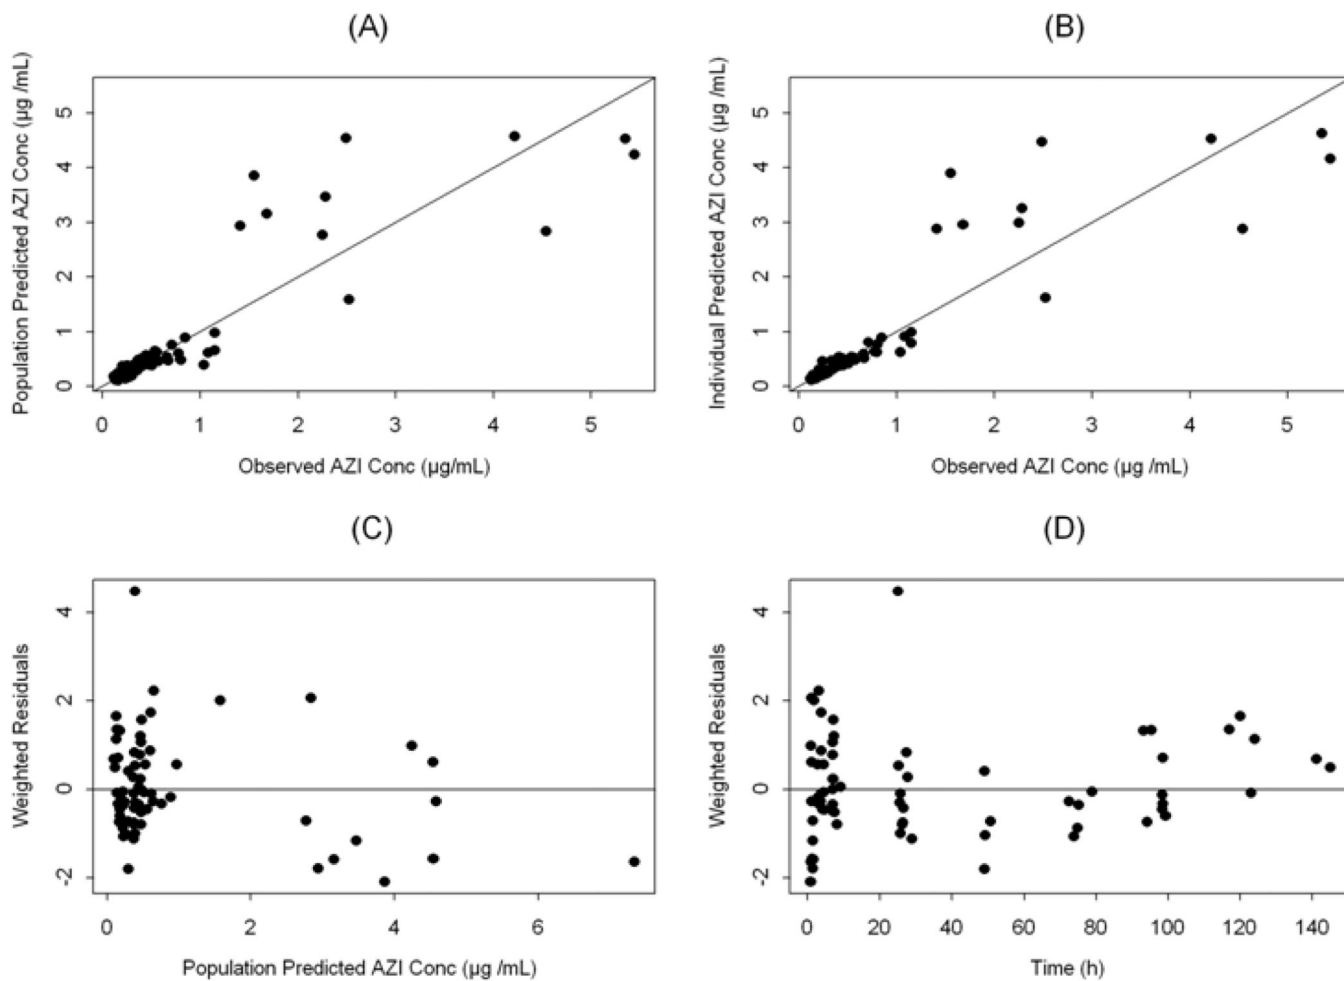 (A)
Population Predicted AZI Conc (µg /mL)
5
4
3
2
1
0
0 1 2 3 4 5
Observed AZI Conc (µg/mL)
(B)
Individual Predicted AZI Conc (µg /mL)
5
4
3
2
1
0
0 1 2 3 4 5
Observed AZI Conc (µg /mL)
(C)
Weighted Residuals
4
2
0
-2
0 2 4 6
Population Predicted AZI Conc (µg /mL)
(D)
Weighted Residuals
4
2
0
-2
0 20 40 60 80 100 120 140
Time (h)